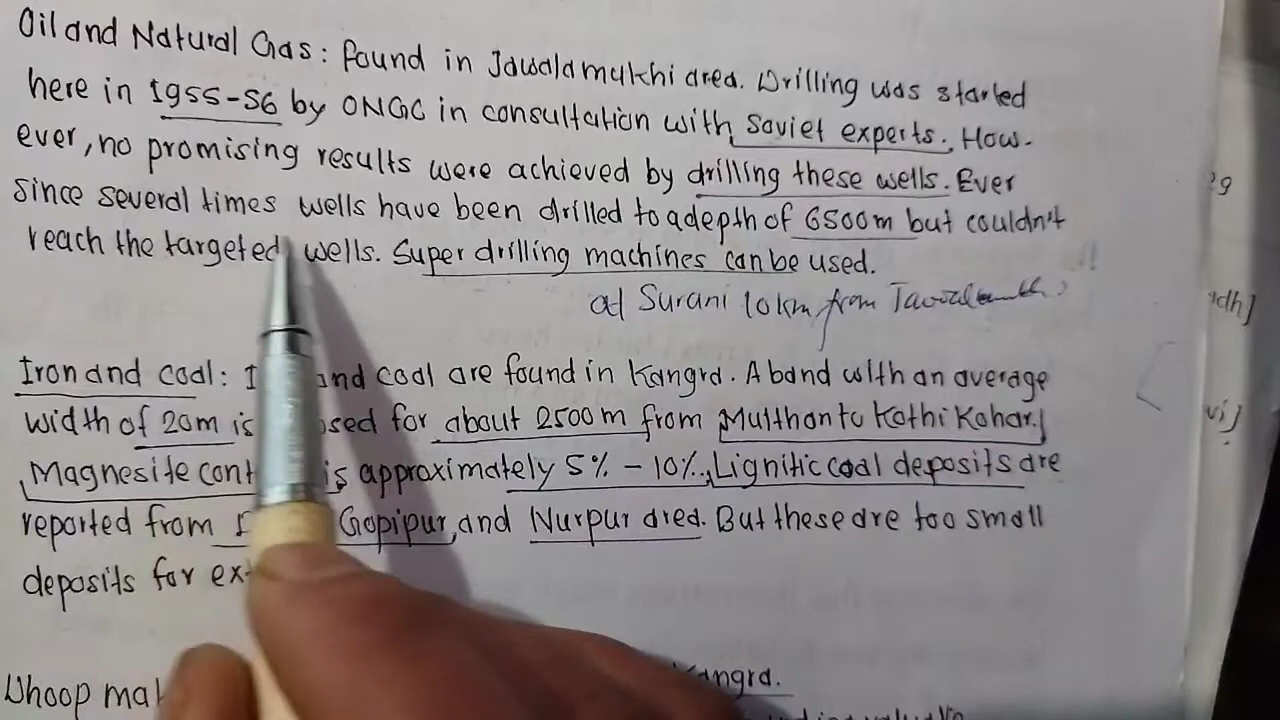 Oil and Natural Gas: found in Jawalamukhi area. Drilling was started
here in 1955-56 by ONGC in consultation with Soviet experts. How-
ever, no promising results were achieved by drilling these wells. Ever
since several times wells have been drilled to a depth of 6500m but couldn't
reach the targeted wells. Super drilling machines can be used.
at Surani 10 km from
Iron and coal: and coal are found in Kangra. A band with an average
width of 20m is for about 2500m from Multhan to Kothi Kohar.
Magnesite is approximately 5% - 10%. Lignitic coal deposits are
reported from Gopipur, and Nurpur area. But these are too small
deposits for
Dhoop Kangra.